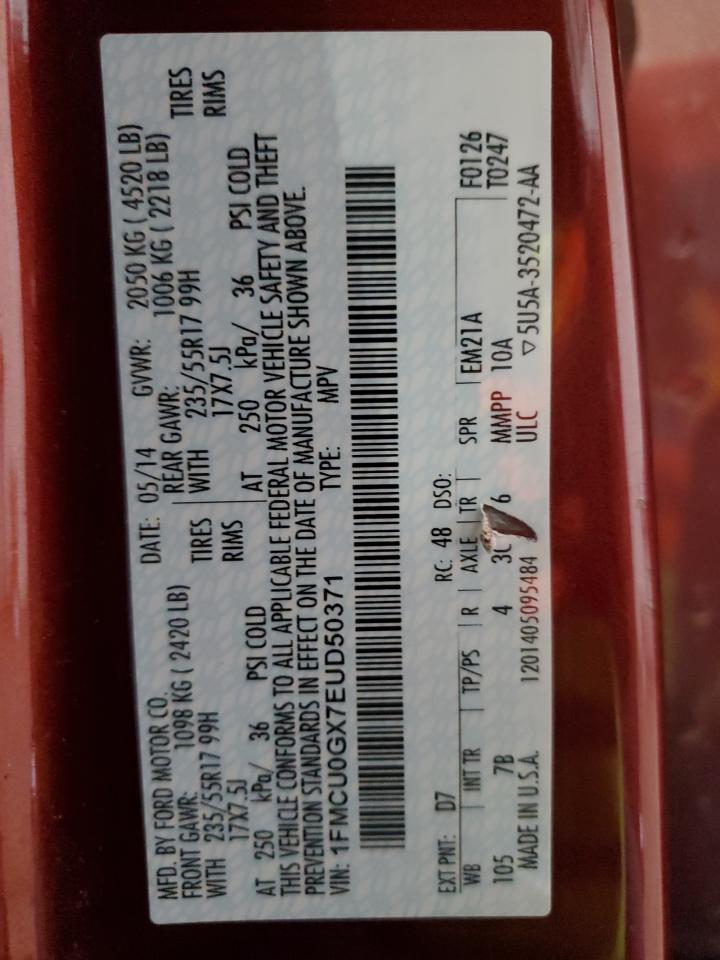 MFD. BY FORD MOTOR CO.
DATE: 05/14 GVWR: 2050 KG ( 4520 LB)
FRONT GAWR: 1098 KG ( 2420 LB) REAR GAWR: 1006 KG ( 2218 LB)
WITH 235/55R17 99H TIRES WITH 235/55R17 99H TIRES
17X7.5J RIMS 17X7.5J RIMS
AT 250 kPa/ 36 PSI COLD AT 250 kPa/ 36 PSI COLD
THIS VEHICLE CONFORMS TO ALL APPLICABLE FEDERAL MOTOR VEHICLE SAFETY AND THEFT
PREVENTION STANDARDS IN EFFECT ON THE DATE OF MANUFACTURE SHOWN ABOVE.
VIN: 1FMCU0GX7EUD50371 TYPE: MPV
EXT PNT: D7 RC: 48 DSO: F0126
WB INT TR TP/PS R AXLE TR SPR EM21A T0247
105 7B 4 6 MMPP 10A
MADE IN U.S.A. 1201405095484 ULC ▽5U5A-3520472-AA